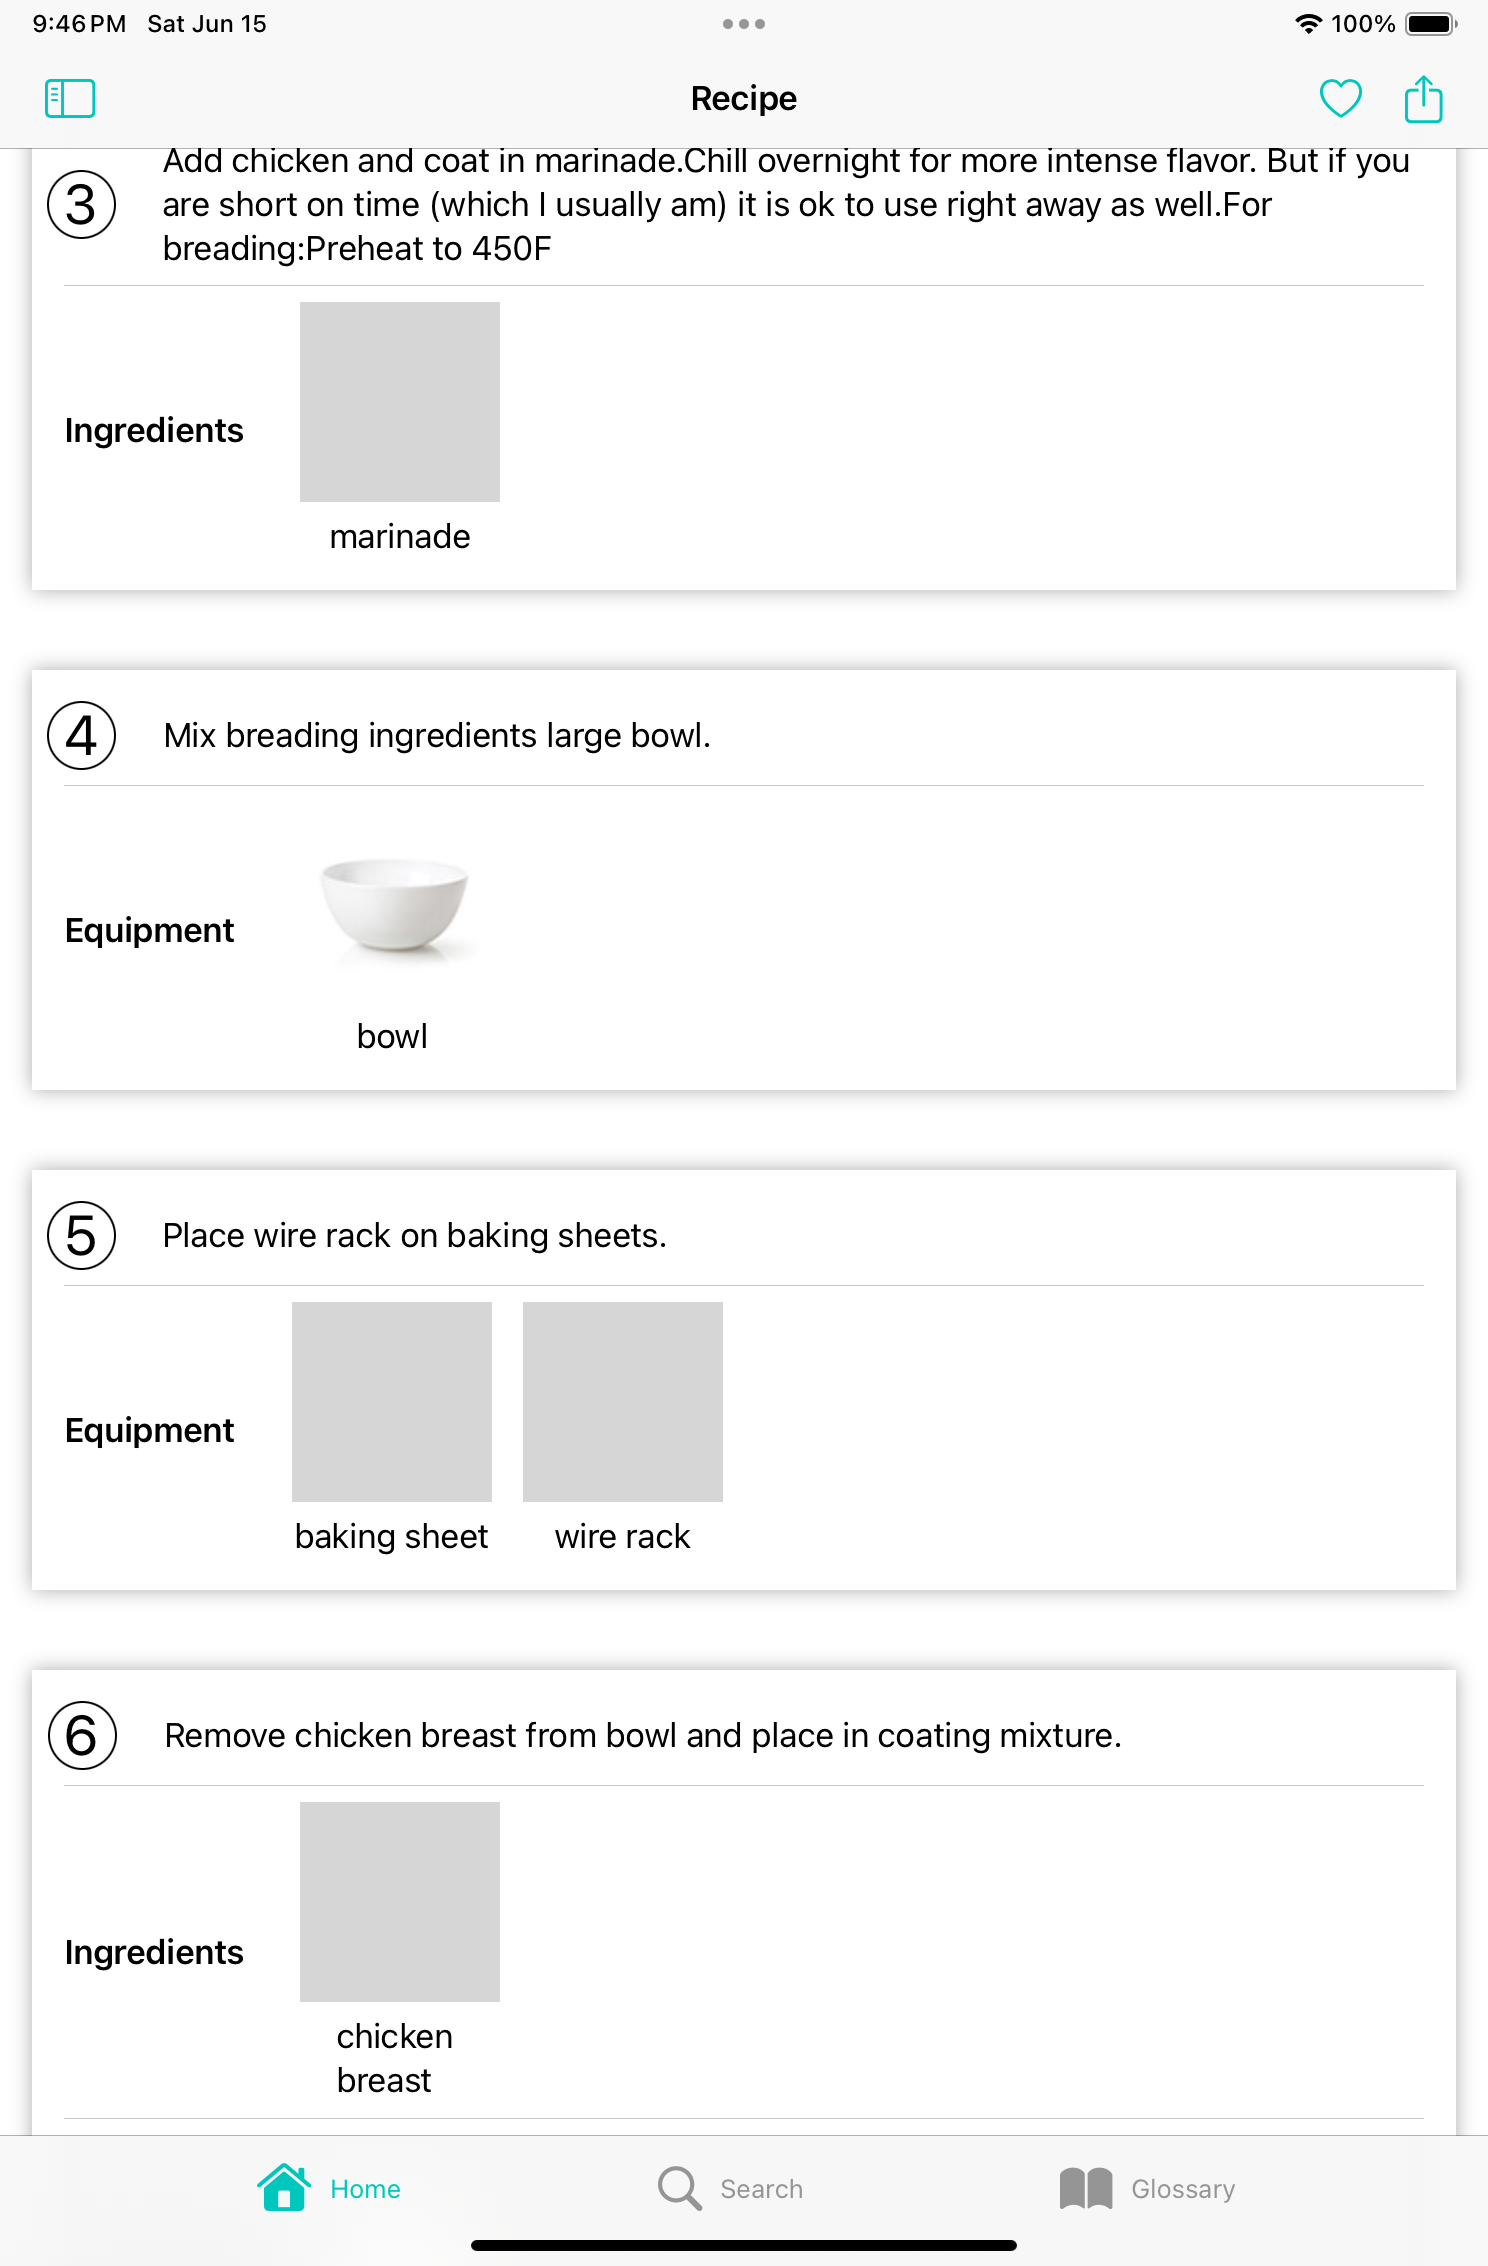 9:46 PM Sat Jun 15
100%
Recipe
3
Add chicken and coat in marinade.Chill overnight for more intense flavor. But if you
are short on time (which I usually am) it is ok to use right away as well.For
breading:Preheat to 450F
Ingredients
marinade
4
Mix breading ingredients large bowl.
Equipment
bowl
5
Place wire rack on baking sheets.
Equipment
baking sheet
wire rack
6
Remove chicken breast from bowl and place in coating mixture.
Ingredients
chicken
breast
Home
Search
Glossary